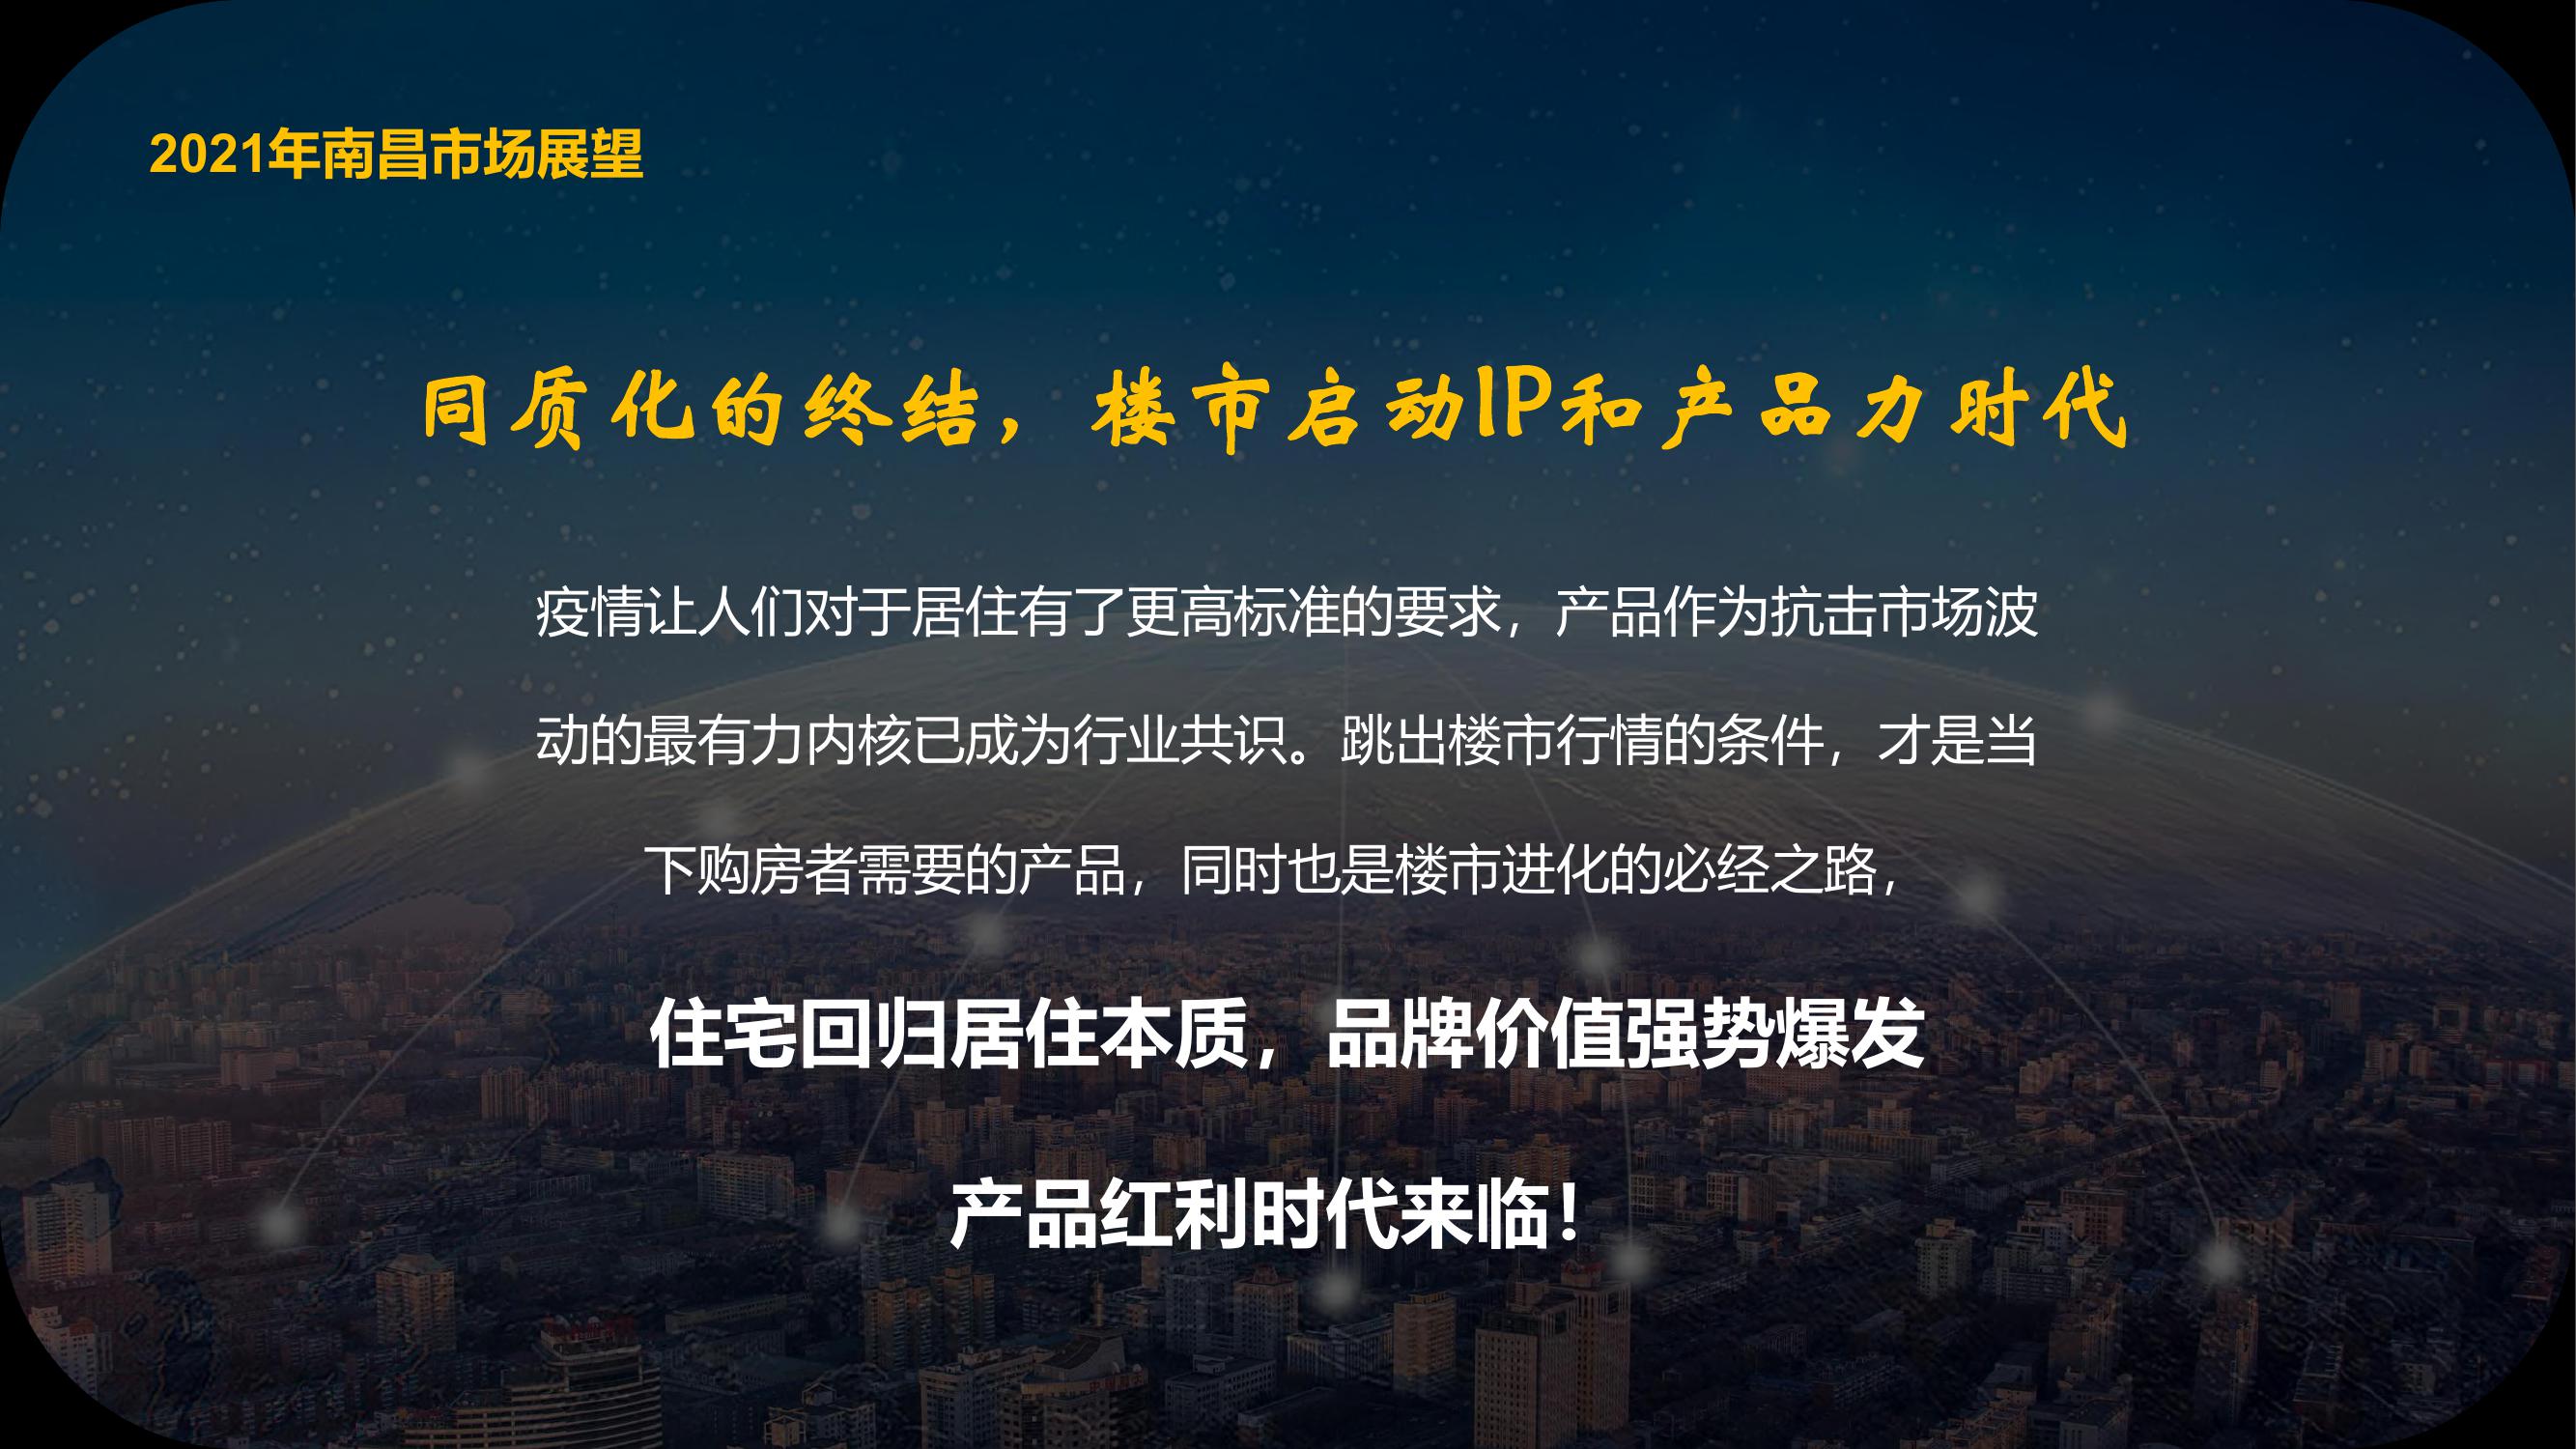 2021年南昌市场展望
同质化的终结，楼市启动IP和产品力时代
疫情让人们对于居住有了更高标准的要求，产品作为抗击市场波
动的最有力内核已成为行业共识。跳出楼市行情的条件，才是当
下购房者需要的产品，同时也是楼市进化的必经之路，
住宅回归居住本质，品牌价值强势爆发
产品红利时代来临！